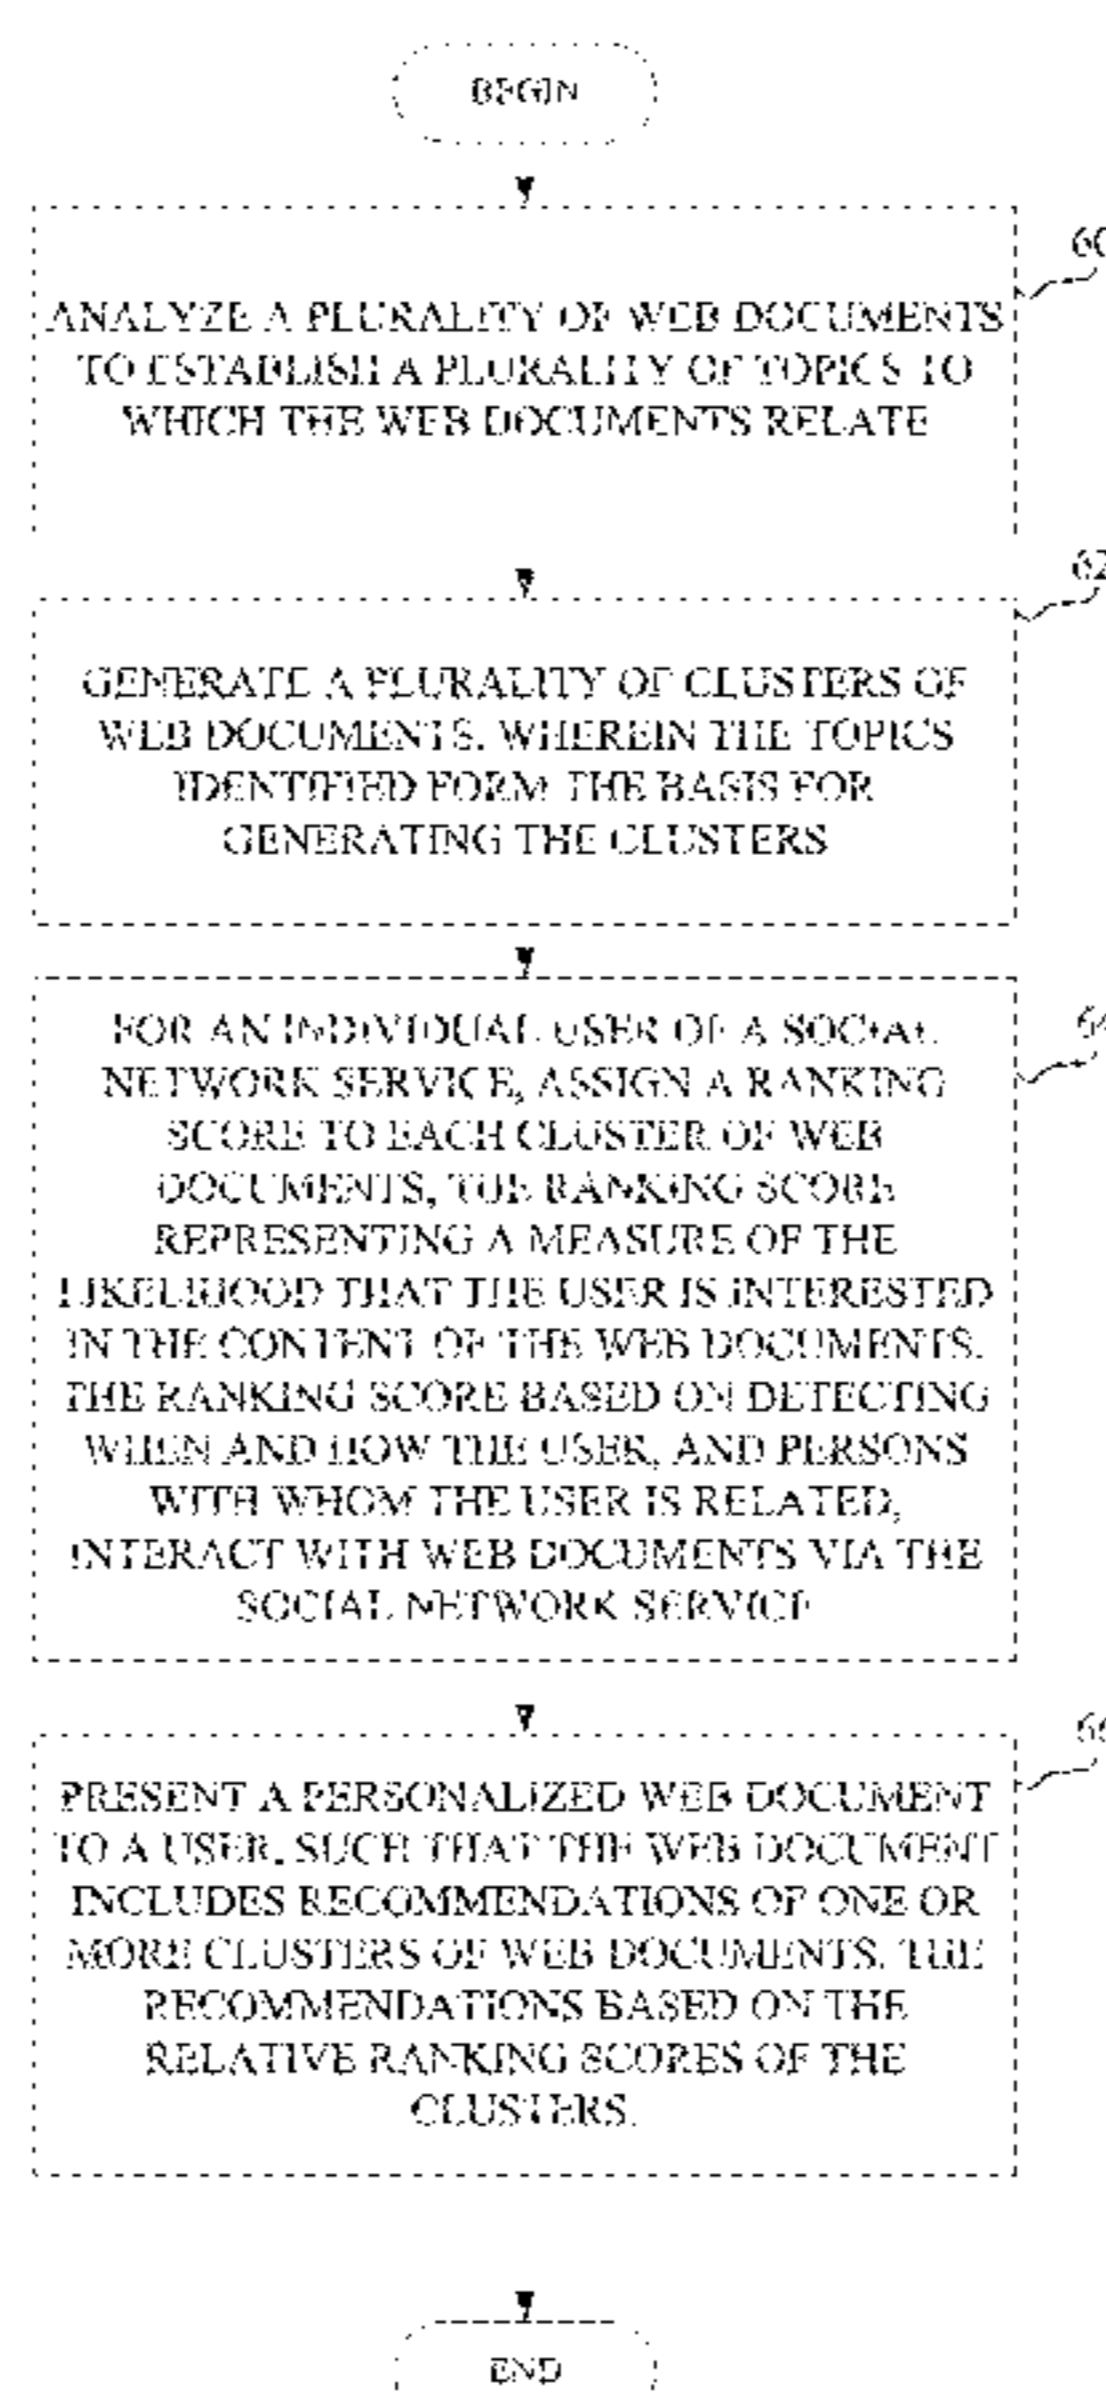 BEGIN
60
ANALYZE A PLURALITY OF WEB DOCUMENTS
TO ESTABLISH A PLURALITY OF TOPICS TO
WHICH THE WEB DOCUMENTS RELATE
62
GENERATE A PLURALITY OF CLUSTERS OF
WEB DOCUMENTS, WHEREIN THE TOPICS
IDENTIFIED FORM THE BASIS FOR
GENERATING THE CLUSTERS
64
FOR AN INDIVIDUAL USER OF A SOCIAL
NETWORK SERVICE, ASSIGN A RANKING
SCORE TO EACH CLUSTER OF WEB
DOCUMENTS, THE RANKING SCORE
REPRESENTING A MEASURE OF THE
LIKELIHOOD THAT THE USER IS INTERESTED
IN THE CONTENT OF THE WEB DOCUMENTS,
THE RANKING SCORE BASED ON DETECTING
WHEN AND HOW THE USER, AND PERSONS
WITH WHOM THE USER IS RELATED,
INTERACT WITH WEB DOCUMENTS VIA THE
SOCIAL NETWORK SERVICE
66
PRESENT A PERSONALIZED WEB DOCUMENT
TO A USER, SUCH THAT THE WEB DOCUMENT
INCLUDES RECOMMENDATIONS OF ONE OR
MORE CLUSTERS OF WEB DOCUMENTS, THE
RECOMMENDATIONS BASED ON THE
RELATIVE RANKING SCORES OF THE
CLUSTERS.
END